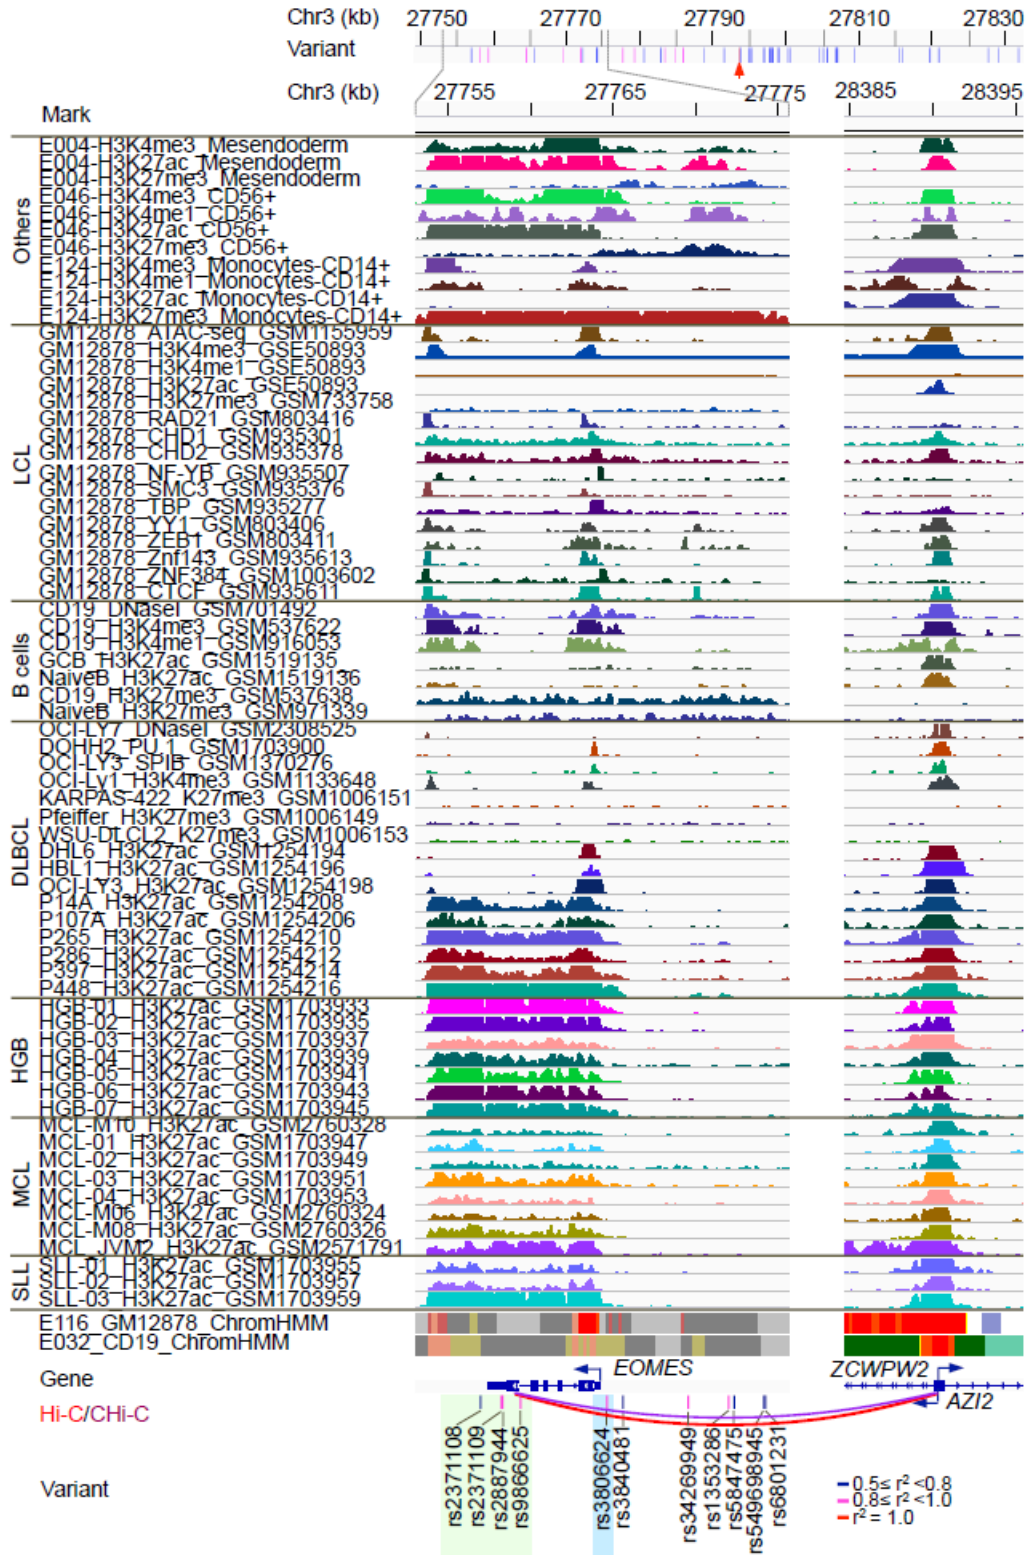 Chr3 (kb) 27750 27770 27790 27810 27830
Variant
Chr3 (kb) 27755 27765 27775 28385 28395
Mark
Others
E004-H3K4me3_Mesendoderm
E004-H3K27ac_Mesendoderm
E004-H3K27me3_Mesendoderm
E046-H3K4me3_CD56+
E046-H3K4me1_CD56+
E046-H3K27ac_CD56+
E046-H3K27me3_CD56+
E124-H3K4me3_Monocytes-CD14+
E124-H3K4me1_Monocytes-CD14+
E124-H3K27ac_Monocytes-CD14+
E124-H3K27me3_Monocytes-CD14+
LCL
GM12878_ATAC-seq_GSM1155959
GM12878_H3K4me3_GSE50893
GM12878_H3K4me1_GSE50893
GM12878_H3K27ac_GSE50893
GM12878_H3K27me3_GSM733758
GM12878_RAD21_GSM803416
GM12878_CHD1_GSM935301
GM12878_CHD2_GSM935378
GM12878_NF-YB_GSM935507
GM12878_SMC3_GSM935376
GM12878_TBP_GSM935277
GM12878_YY1_GSM803406
GM12878_ZEB1_GSM803411
GM12878_Znf143_GSM935613
GM12878_ZNF384_GSM1003602
GM12878_CTCF_GSM935611
B cells
CD19_DNaseI_GSM701492
CD19_H3K4me3_GSM537622
CD19_H3K4me1_GSM916053
GCB_H3K27ac_GSM1519135
NaiveB_H3K27ac_GSM1519136
CD19_H3K27me3_GSM537638
NaiveB_H3K27me3_GSM971339
DLBCL
OCI-LY7_DNaseI_GSM2308525
DOHH2_PU.1_GSM1703900
OCI-LY3_SPIB_GSM1370276
OCI-Ly1_H3K4me3_GSM1133648
KARPAS-422_K27me3_GSM1006151
Pfeiffer_H3K27me3_GSM1006149
WSU-DLCL2_K27me3_GSM1006153
DHL6_H3K27ac_GSM1254194
HBL1_H3K27ac_GSM1254196
OCI-LY3_H3K27ac_GSM1254198
P14A_H3K27ac_GSM1254208
P107A_H3K27ac_GSM1254206
P265_H3K27ac_GSM1254210
P286_H3K27ac_GSM1254212
P397_H3K27ac_GSM1254214
P448_H3K27ac_GSM1254216
HGB
HGB-01_H3K27ac_GSM1703933
HGB-02_H3K27ac_GSM1703935
HGB-03_H3K27ac_GSM1703937
HGB-04_H3K27ac_GSM1703939
HGB-05_H3K27ac_GSM1703941
HGB-06_H3K27ac_GSM1703943
HGB-07_H3K27ac_GSM1703945
MCL
MCL-M10_H3K27ac_GSM2760328
MCL-01_H3K27ac_GSM1703947
MCL-02_H3K27ac_GSM1703949
MCL-03_H3K27ac_GSM1703951
MCL-04_H3K27ac_GSM1703953
MCL-M06_H3K27ac_GSM2760324
MCL-M08_H3K27ac_GSM2760326
MCL_JVM2_H3K27ac_GSM2571791
SLL
SLL-01_H3K27ac_GSM1703955
SLL-02_H3K27ac_GSM1703957
SLL-03_H3K27ac_GSM1703959
E116_GM12878_ChromHMM
E032_CD19_ChromHMM
Gene EOMES ZCWPW2
AZI2
Hi-C/CHi-C
Variant
rs2371108
rs2371109
rs2887944
rs9866625
rs3806624
rs3840481
rs34269949
rs1353286
rs5847475
rs549698945
rs6801231
0.5≤ r² <0.8
0.8≤ r² <1.0
r² = 1.0